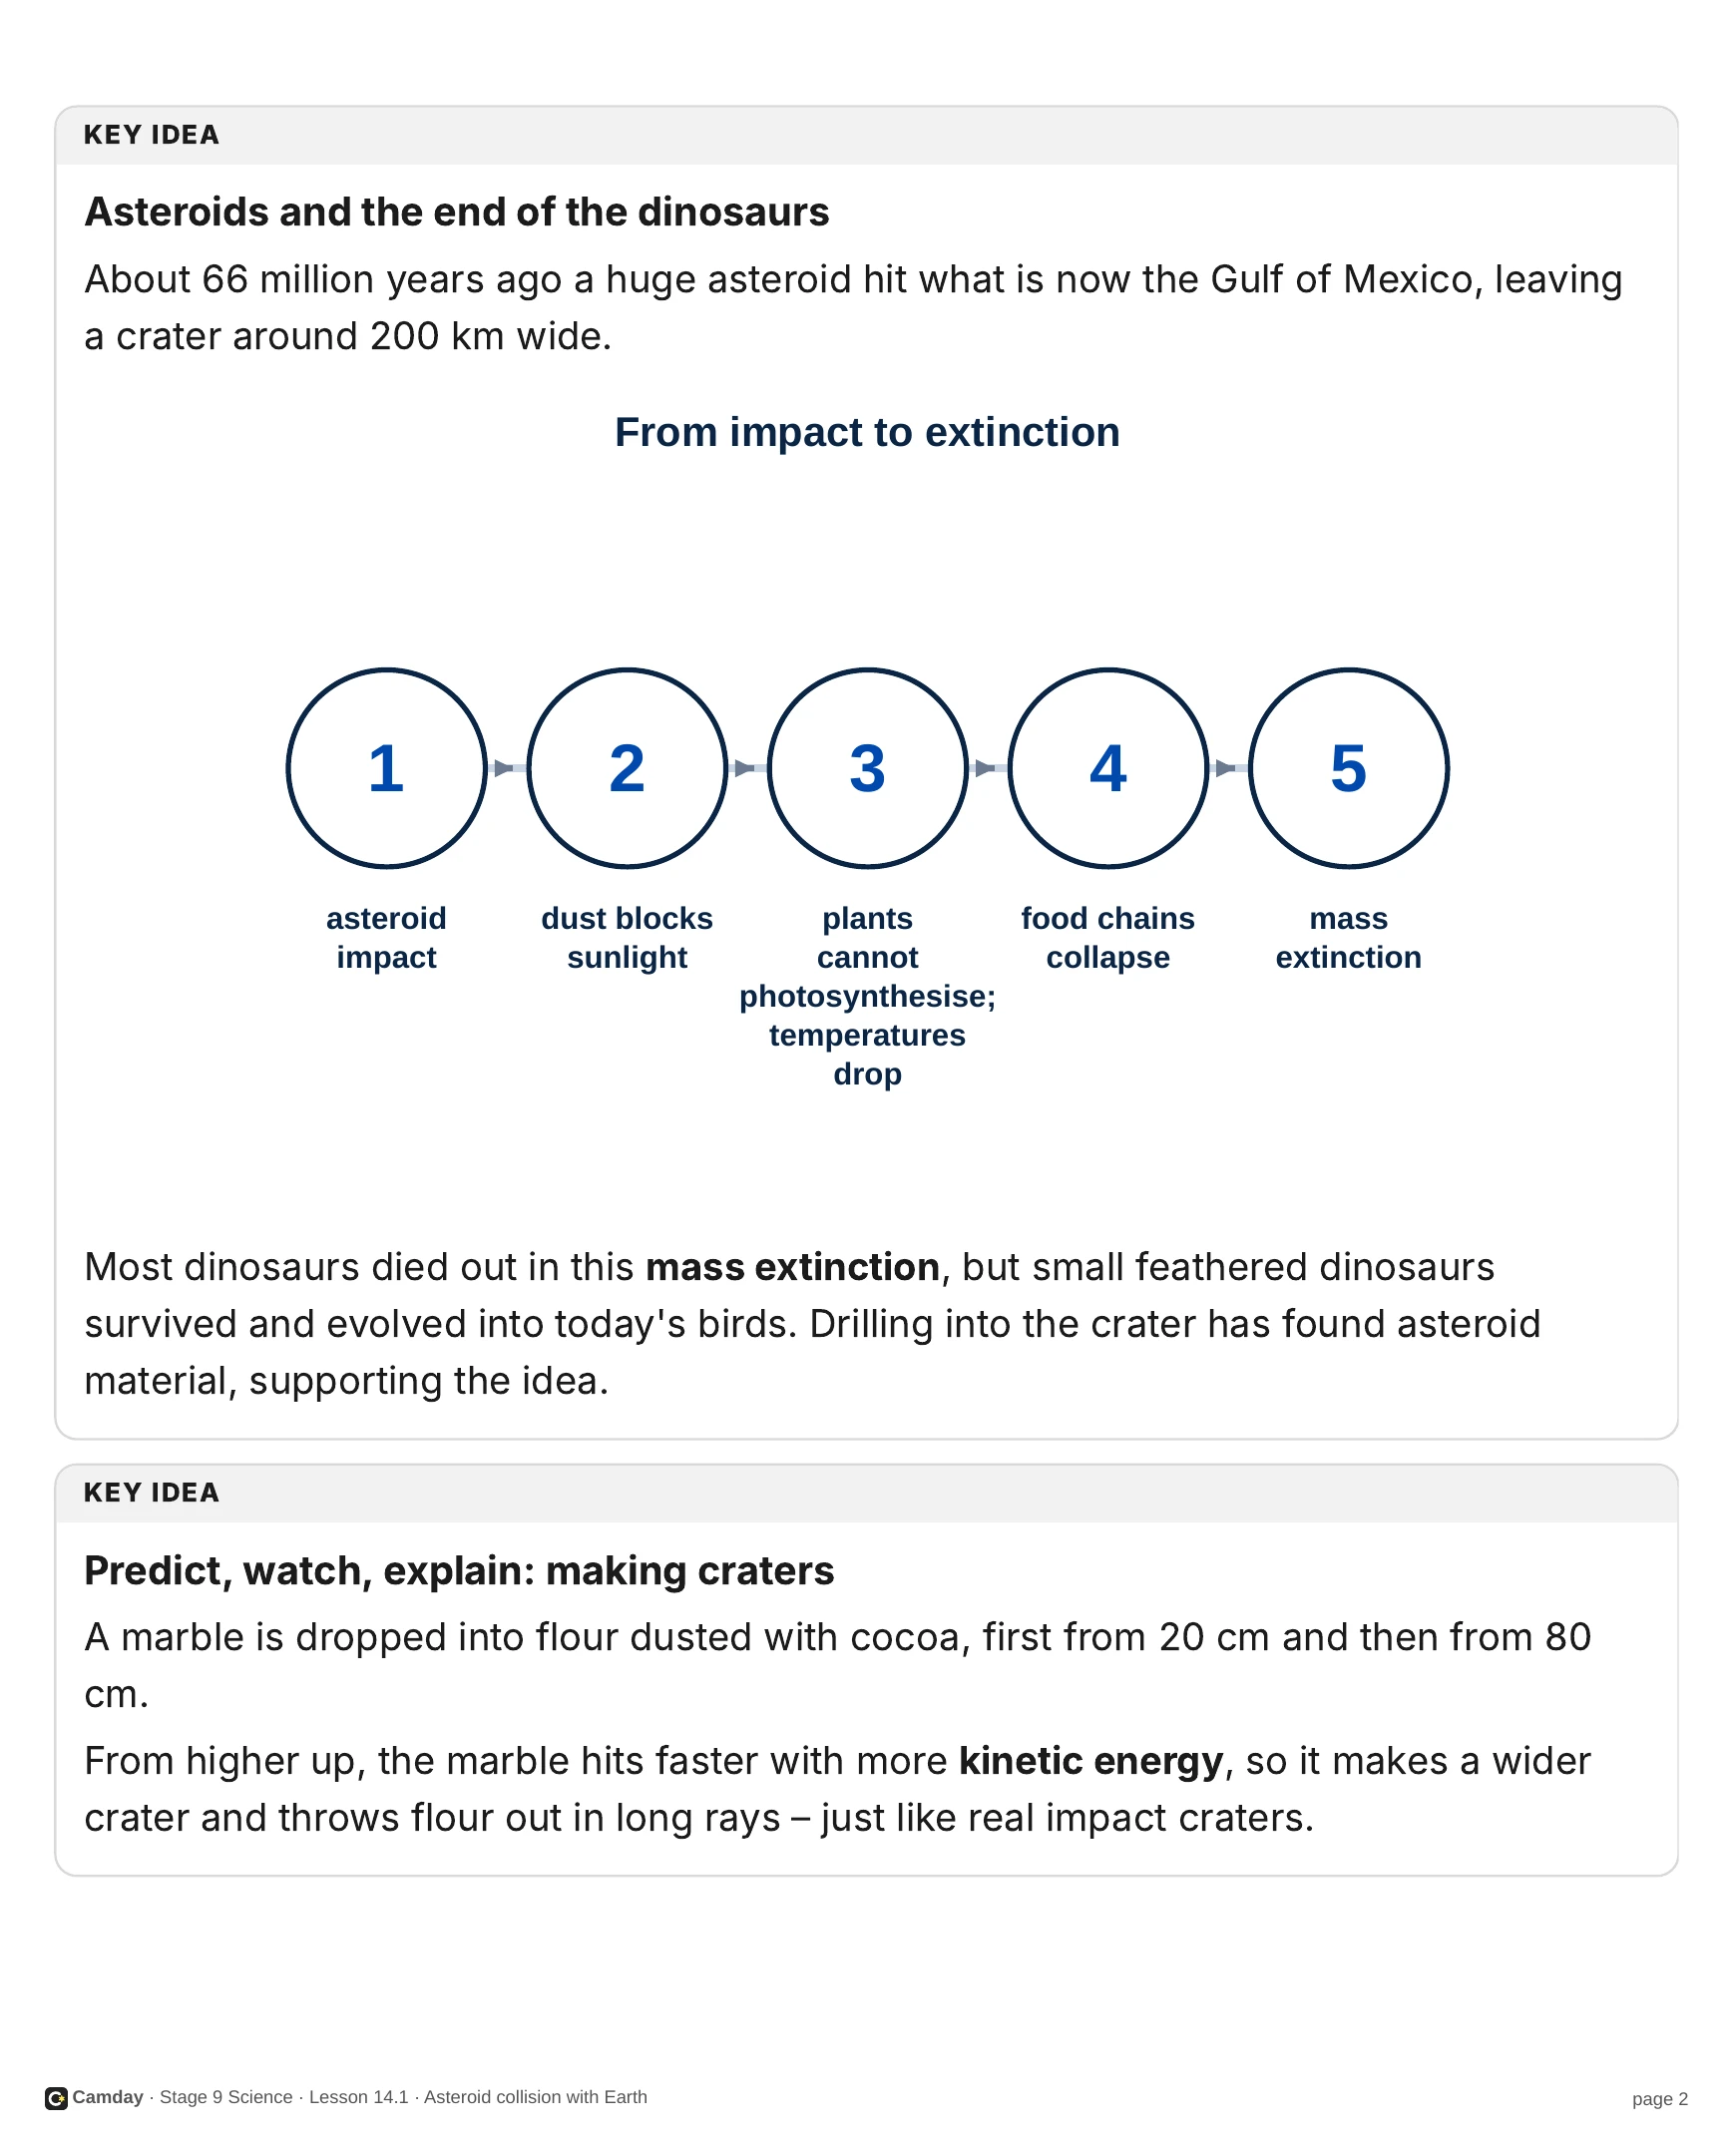 KEY IDEA
Asteroids and the end of the dinosaurs
About 66 million years ago a huge asteroid hit what is now the Gulf of Mexico, leaving
a crater around 200 km wide.
From impact to extinction
1
2
3
4
5
asteroid
impact
dust blocks
sunlight
plants
cannot
photosynthesise;
temperatures
drop
food chains
collapse
mass
extinction
Most dinosaurs died out in this mass extinction, but small feathered dinosaurs
survived and evolved into today's birds. Drilling into the crater has found asteroid
material, supporting the idea.
KEY IDEA
Predict, watch, explain: making craters
A marble is dropped into flour dusted with cocoa, first from 20 cm and then from 80
cm.
From higher up, the marble hits faster with more kinetic energy, so it makes a wider
crater and throws flour out in long rays – just like real impact craters.
Camday · Stage 9 Science · Lesson 14.1 · Asteroid collision with Earth
page 2